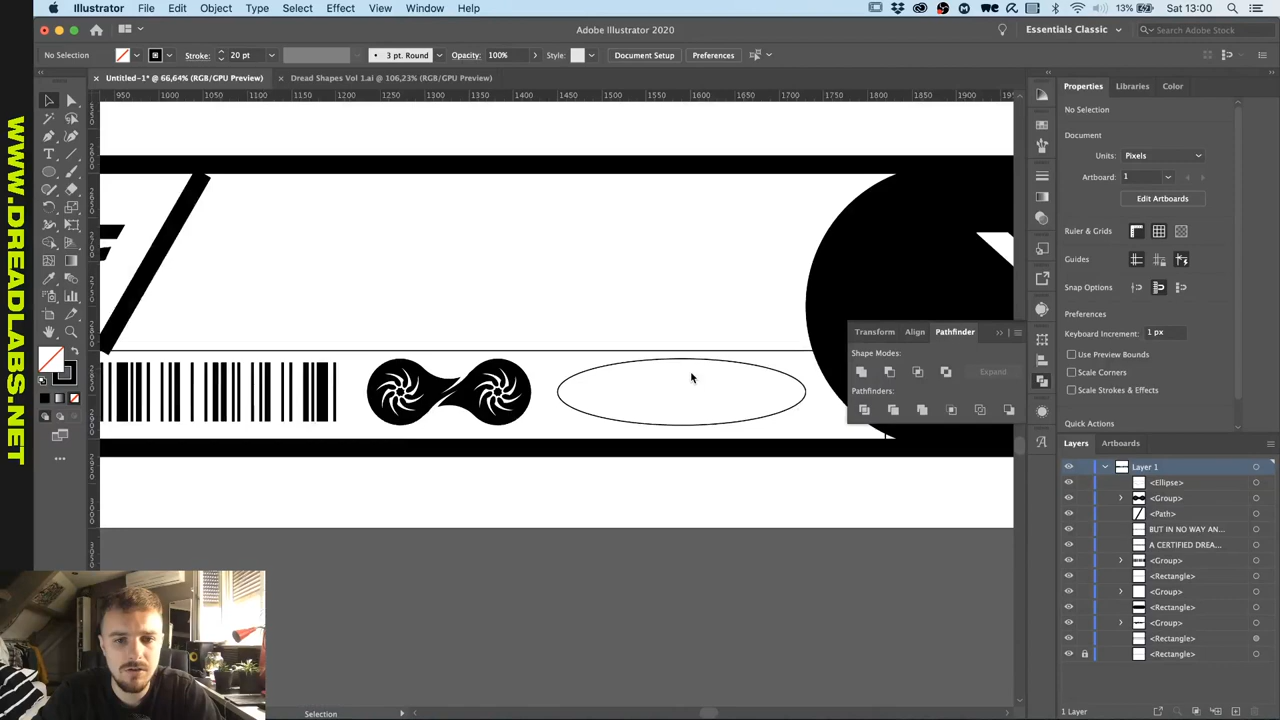 Illustrator File Edit Object Type Select Effect View Window Help
13% Sat 13:00
Adobe Illustrator 2020
Essentials Classic
Search Adobe Stock
No Selection
Stroke: 20 pt
3 pt. Round
Opacity: 100%
Style:
Document Setup
Preferences
Untitled-1* @ 66,64% (RGB/GPU Preview)
Dread Shapes Vol 1.ai @ 106,23% (RGB/GPU Preview)
950 1000 1050 1100 1150 1200 1250 1300 1350 1400 1450 1500 1550 1600 1650 1700 1750 1800 1850 1900
WWW.DREADLABS.NET
Properties Libraries Color
No Selection
Document
Units: Pixels
Artboard: 1
Edit Artboards
Ruler & Grids
Guides
Snap Options
Preferences
Keyboard Increment: 1 px
Use Preview Bounds
Scale Corners
Scale Strokes & Effects
Quick Actions
Transform Align Pathfinder
Shape Modes:
Expand
Pathfinders:
Layers Artboards
Layer 1
<Ellipse>
<Group>
<Path>
BUT IN NO WAY AN...
A CERTIFIED DREA...
<Group>
<Rectangle>
<Group>
<Rectangle>
<Group>
<Rectangle>
<Rectangle>
1 Layer
Selection